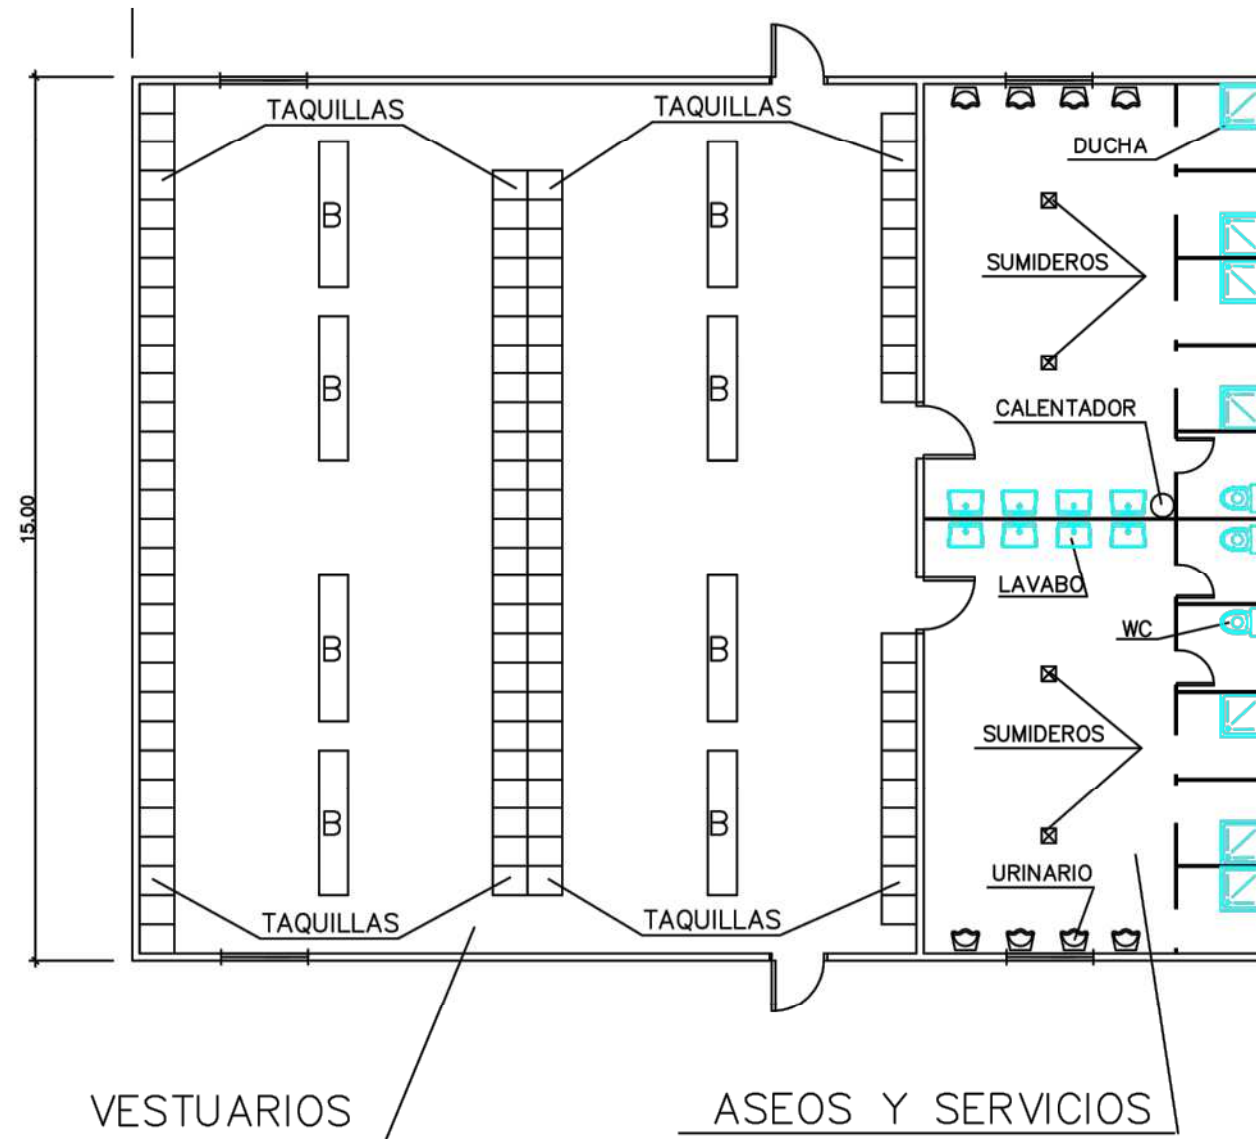 TAQUILLAS
TAQUILLAS
DUCHA
B
B
SUMIDEROS
B
B
CALENTADOR
15.00
LAVABO
WC
B
B
SUMIDEROS
B
B
URINARIO
TAQUILLAS
TAQUILLAS
VESTUARIOS
ASEOS Y SERVICIOS